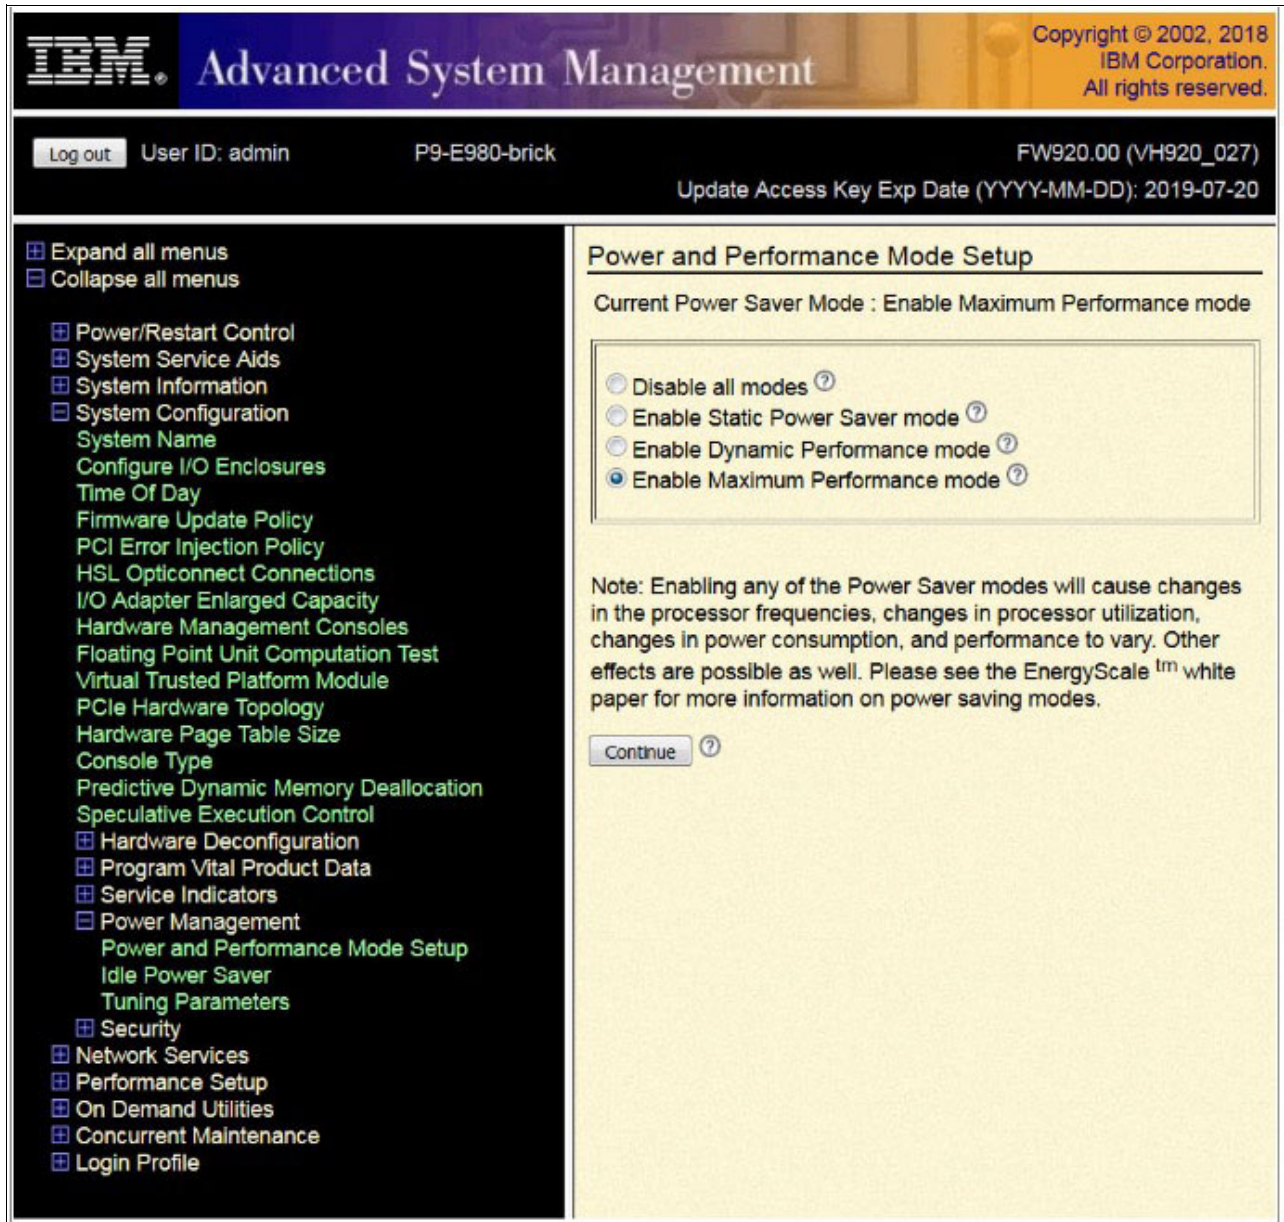 IBM.
Advanced System Management
Copyright © 2002, 2018
IBM Corporation.
All rights reserved.
Log out
User ID: admin
P9-E980-brick
FW920.00 (VH920_027)
Update Access Key Exp Date (YYYY-MM-DD): 2019-07-20
Expand all menus
Collapse all menus
Power/Restart Control
System Service Aids
System Information
System Configuration
System Name
Configure I/O Enclosures
Time Of Day
Firmware Update Policy
PCI Error Injection Policy
HSL Opticonnect Connections
I/O Adapter Enlarged Capacity
Hardware Management Consoles
Floating Point Unit Computation Test
Virtual Trusted Platform Module
PCIe Hardware Topology
Hardware Page Table Size
Console Type
Predictive Dynamic Memory Deallocation
Speculative Execution Control
Hardware Deconfiguration
Program Vital Product Data
Service Indicators
Power Management
Power and Performance Mode Setup
Idle Power Saver
Tuning Parameters
Security
Network Services
Performance Setup
On Demand Utilities
Concurrent Maintenance
Login Profile
Power and Performance Mode Setup
Current Power Saver Mode : Enable Maximum Performance mode
Disable all modes ?
Enable Static Power Saver mode ?
Enable Dynamic Performance mode ?
Enable Maximum Performance mode ?
Note: Enabling any of the Power Saver modes will cause changes
in the processor frequencies, changes in processor utilization,
changes in power consumption, and performance to vary. Other
effects are possible as well. Please see the EnergyScale tm white
paper for more information on power saving modes.
Continue ?